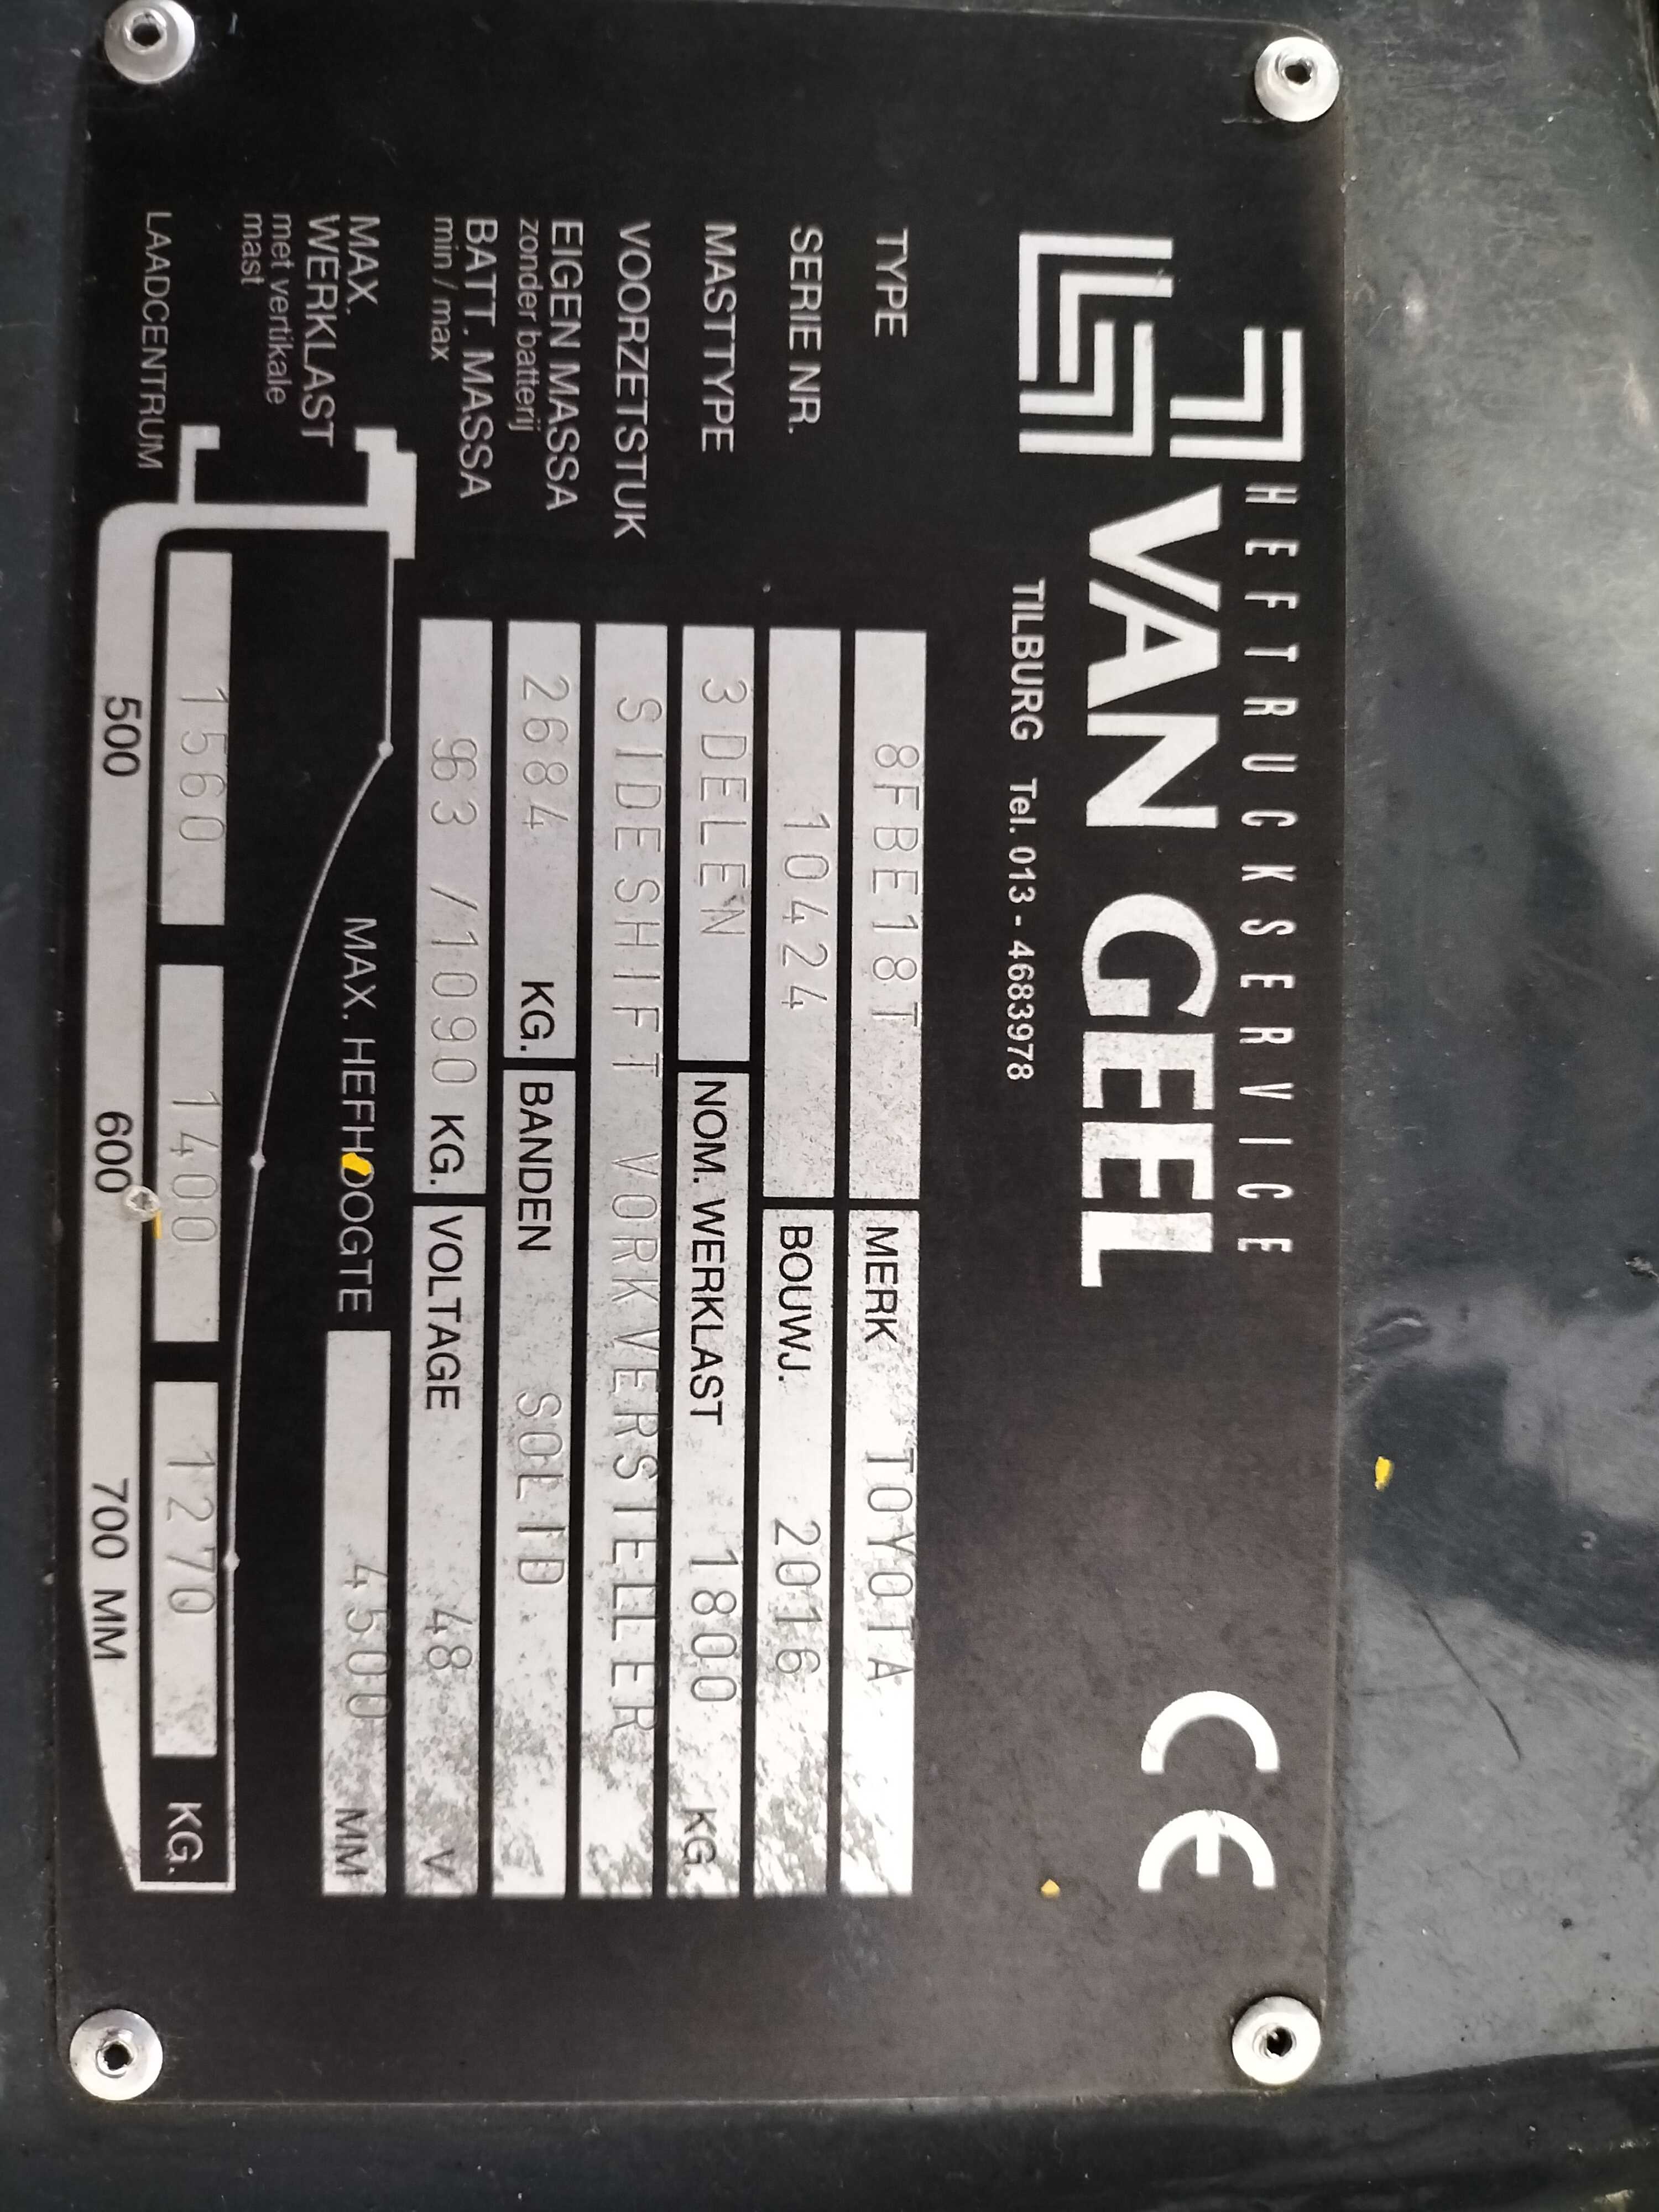 HEFTRUCKSERVICE
VAN GEEL
CE
TILBURG Tel. 013 - 4683978
TYPE 8FBE18T MERK TOYOTA
SERIE NR. 10424 BOUWJ. 2016
MASTTYPE 3 DELEN NOM. WERKLAST 1800 KG.
VOORZETSTUK SIDESHIFT VORKVERSTELLER
EIGEN MASSA 2684 KG. BANDEN SOLID
zonder batterij
BATT. MASSA /1090 KG. VOLTAGE 48 V
min / max
MAX. HEFHOOGTE 4500 MM
MAX.
WERKLAST
met vertikale
mast
1560 1400 1270 KG.
LAADCENTRUM 500 600 700 MM